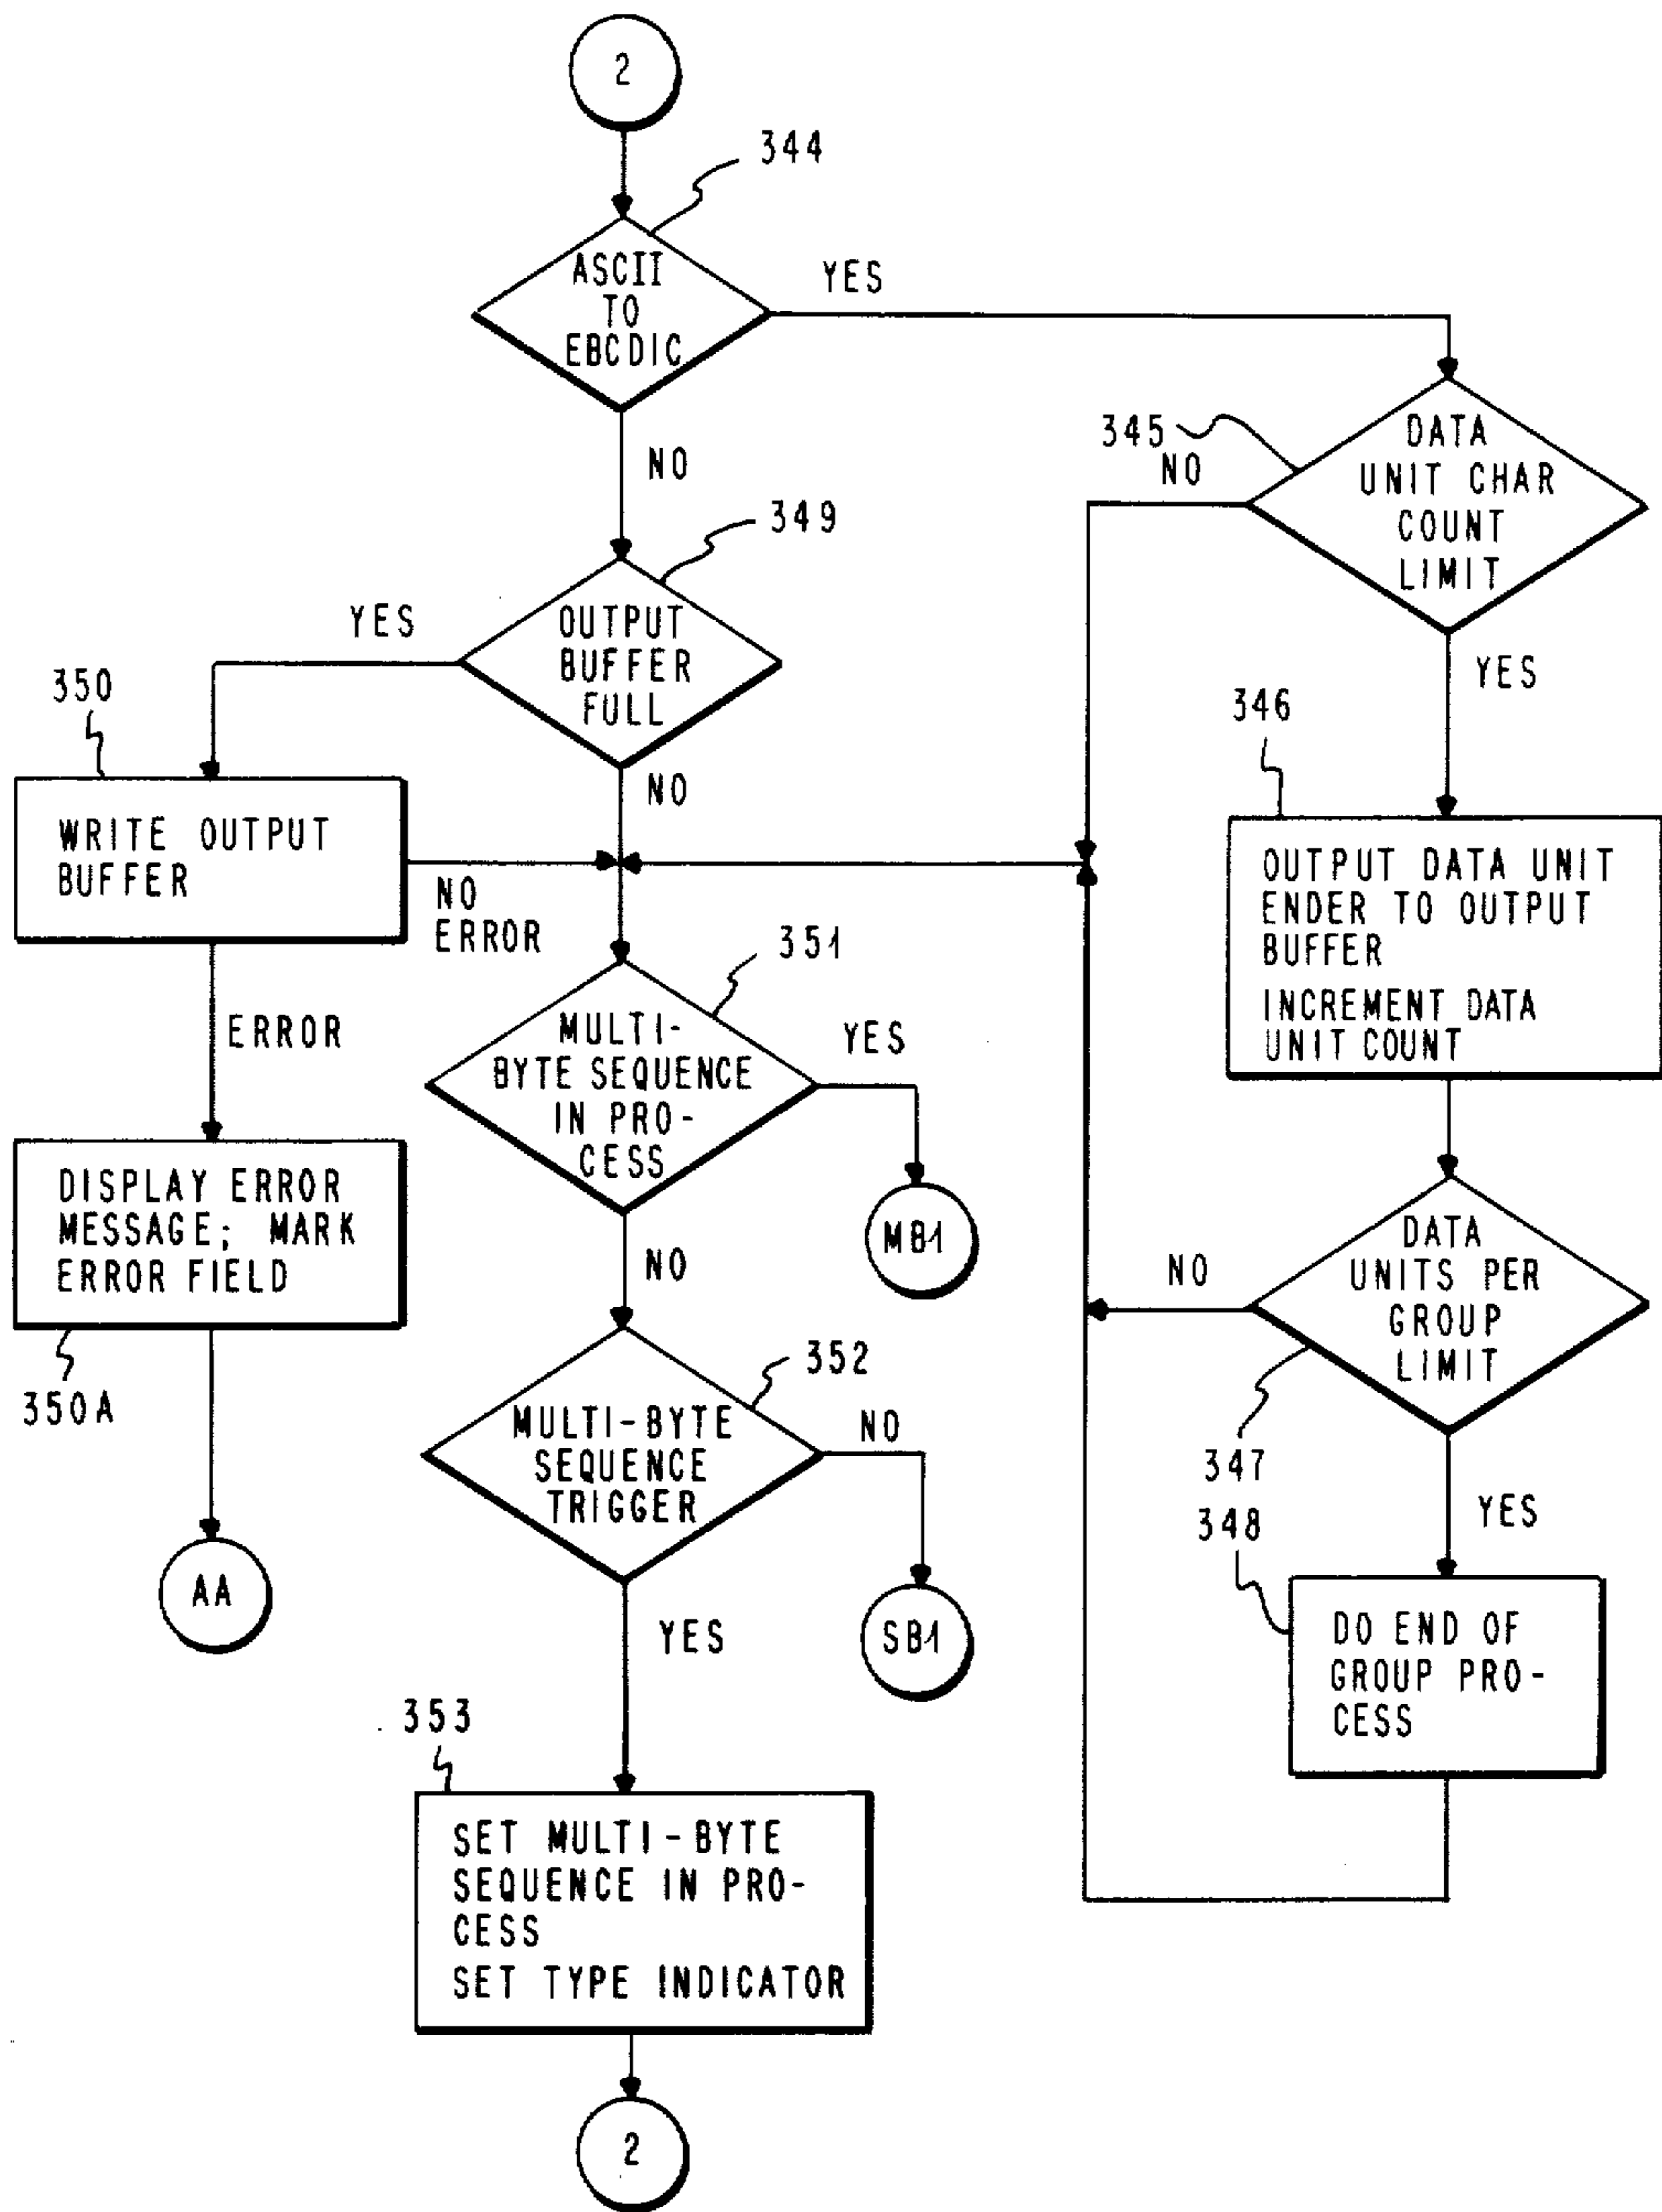 2
344
ASCII
TO
EBCDIC
YES
NO
345
NO
DATA
UNIT CHAR
COUNT
LIMIT
YES
349
OUTPUT
BUFFER
FULL
YES
NO
350
WRITE OUTPUT
BUFFER
NO
ERROR
ERROR
346
OUTPUT DATA UNIT
ENDER TO OUTPUT
BUFFER
INCREMENT DATA
UNIT COUNT
351
MULTI-
BYTE SEQUENCE
IN PRO-
CESS
YES
MB1
NO
DISPLAY ERROR
MESSAGE; MARK
ERROR FIELD
350A
AA
DATA
UNITS PER
GROUP
LIMIT
NO
347
YES
352
MULTI-BYTE
SEQUENCE
TRIGGER
NO
SB1
YES
348
DO END OF
GROUP PRO-
CESS
353
SET MULTI-BYTE
SEQUENCE IN PRO-
CESS
SET TYPE INDICATOR
2